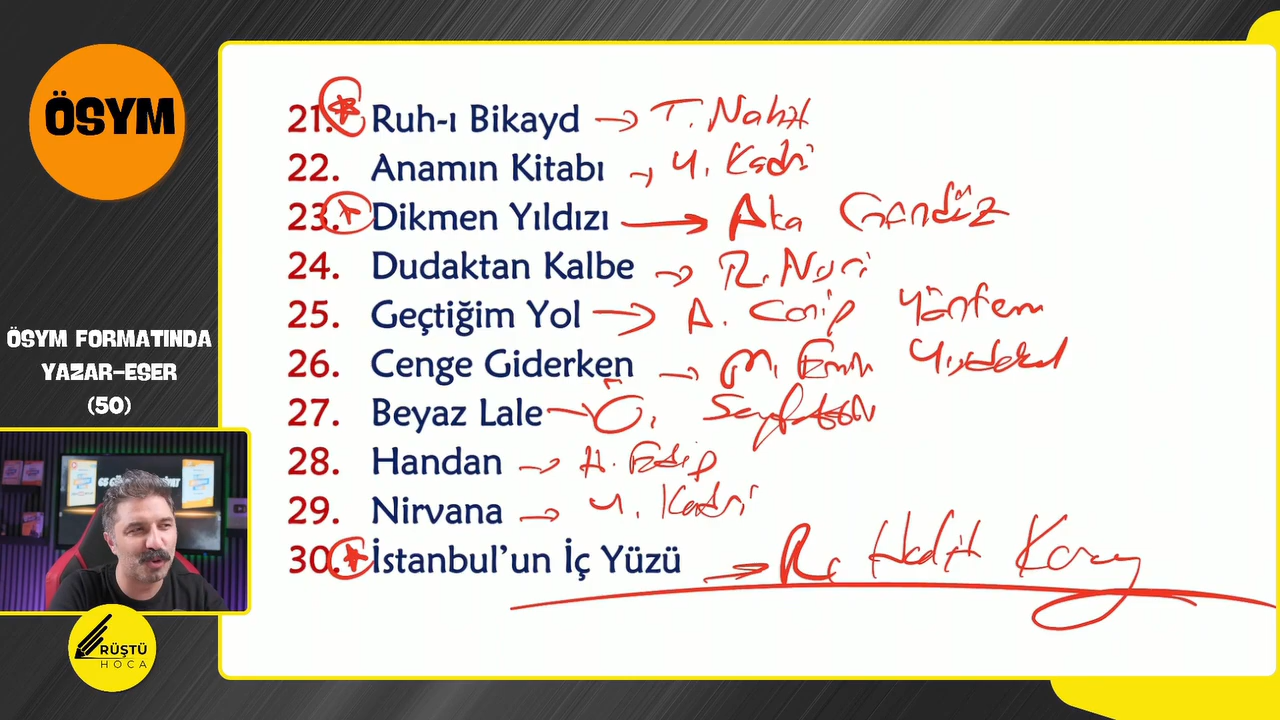 ÖSYM
ÖSYM FORMATINDA
YAZAR-ESER
(50)
21. Ruh-ı Bikayd → T. Nahit
22. Anamın Kitabı → Y. Kadri
23. Dikmen Yıldızı → Aka Gündüz
24. Dudaktan Kalbe → R. Nuri
25. Geçtiğim Yol → A. Canip Yöntem
26. Cenge Giderken → M. Emin Yurdakul
27. Beyaz Lale → Ö. Seyfettin
28. Handan → H. Edip
29. Nirvana → Y. Kadri
30. İstanbul'un İç Yüzü → R. Halit Karay
RÜŞTÜ
HOCA